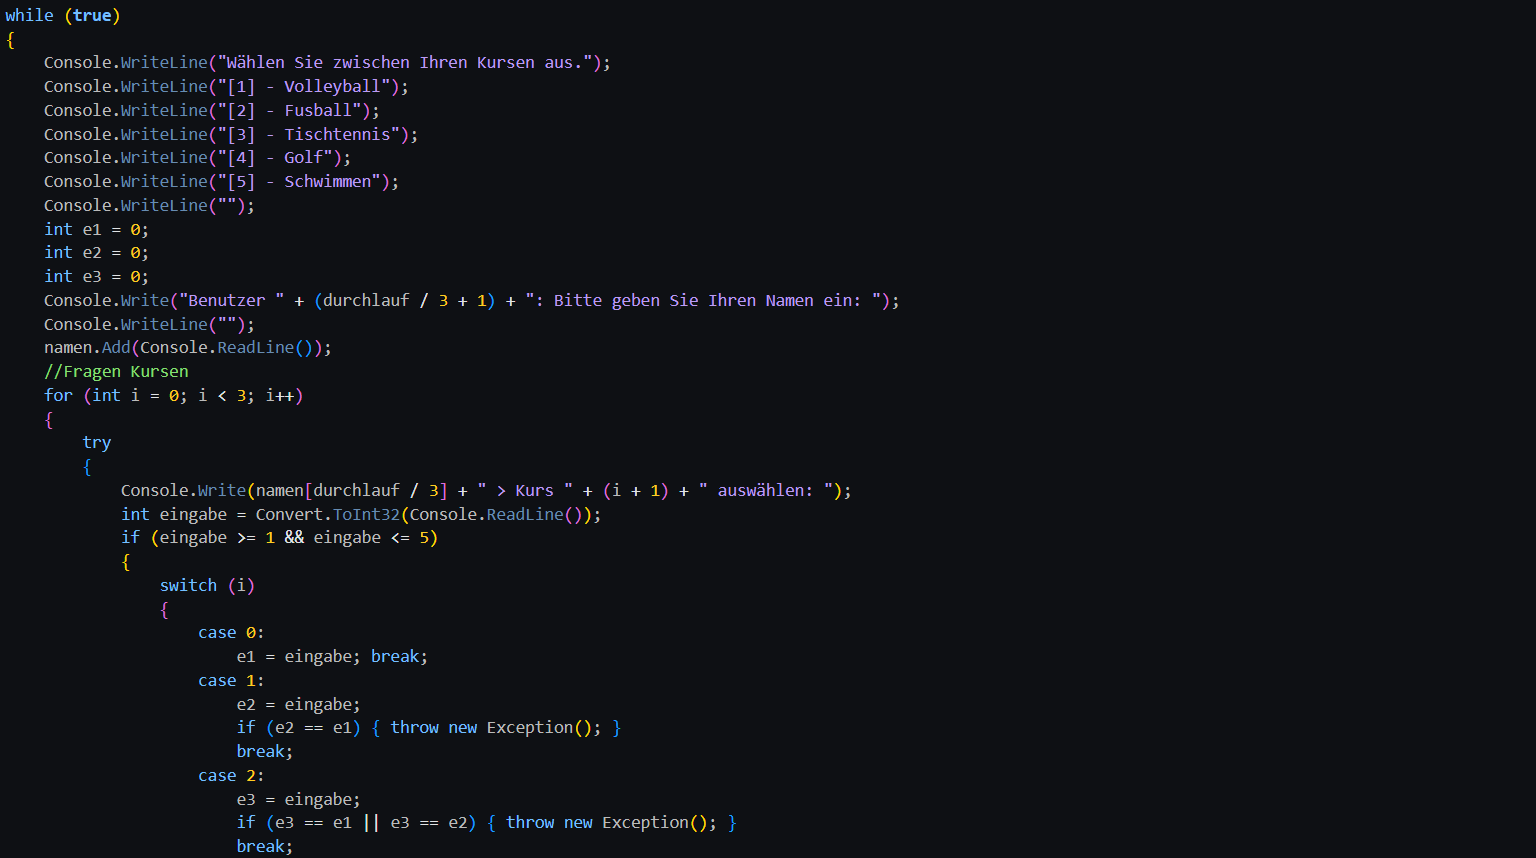 while (true)
{
    Console.WriteLine("Wählen Sie zwischen Ihren Kursen aus.");
    Console.WriteLine("[1] - Volleyball");
    Console.WriteLine("[2] - Fusball");
    Console.WriteLine("[3] - Tischtennis");
    Console.WriteLine("[4] - Golf");
    Console.WriteLine("[5] - Schwimmen");
    Console.WriteLine("");
    int e1 = 0;
    int e2 = 0;
    int e3 = 0;
    Console.Write("Benutzer " + (durchlauf / 3 + 1) + ": Bitte geben Sie Ihren Namen ein: ");
    Console.WriteLine("");
    namen.Add(Console.ReadLine());
    //Fragen Kursen
    for (int i = 0; i < 3; i++)
    {
        try
        {
            Console.Write(namen[durchlauf / 3] + " > Kurs " + (i + 1) + " auswählen: ");
            int eingabe = Convert.ToInt32(Console.ReadLine());
            if (eingabe >= 1 && eingabe <= 5)
            {
                switch (i)
                {
                    case 0:
                        e1 = eingabe; break;
                    case 1:
                        e2 = eingabe;
                        if (e2 == e1) { throw new Exception(); }
                        break;
                    case 2:
                        e3 = eingabe;
                        if (e3 == e1 || e3 == e2) { throw new Exception(); }
                        break;